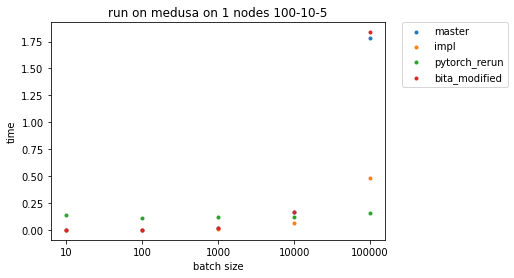 run on medusa on 1 nodes 100-10-5
1.75
1.50
1.25
1.00
0.75
0.50
0.25
0.00
time
10 100 1000 10000 100000
batch size
master
impl
pytorch_rerun
bita_modified